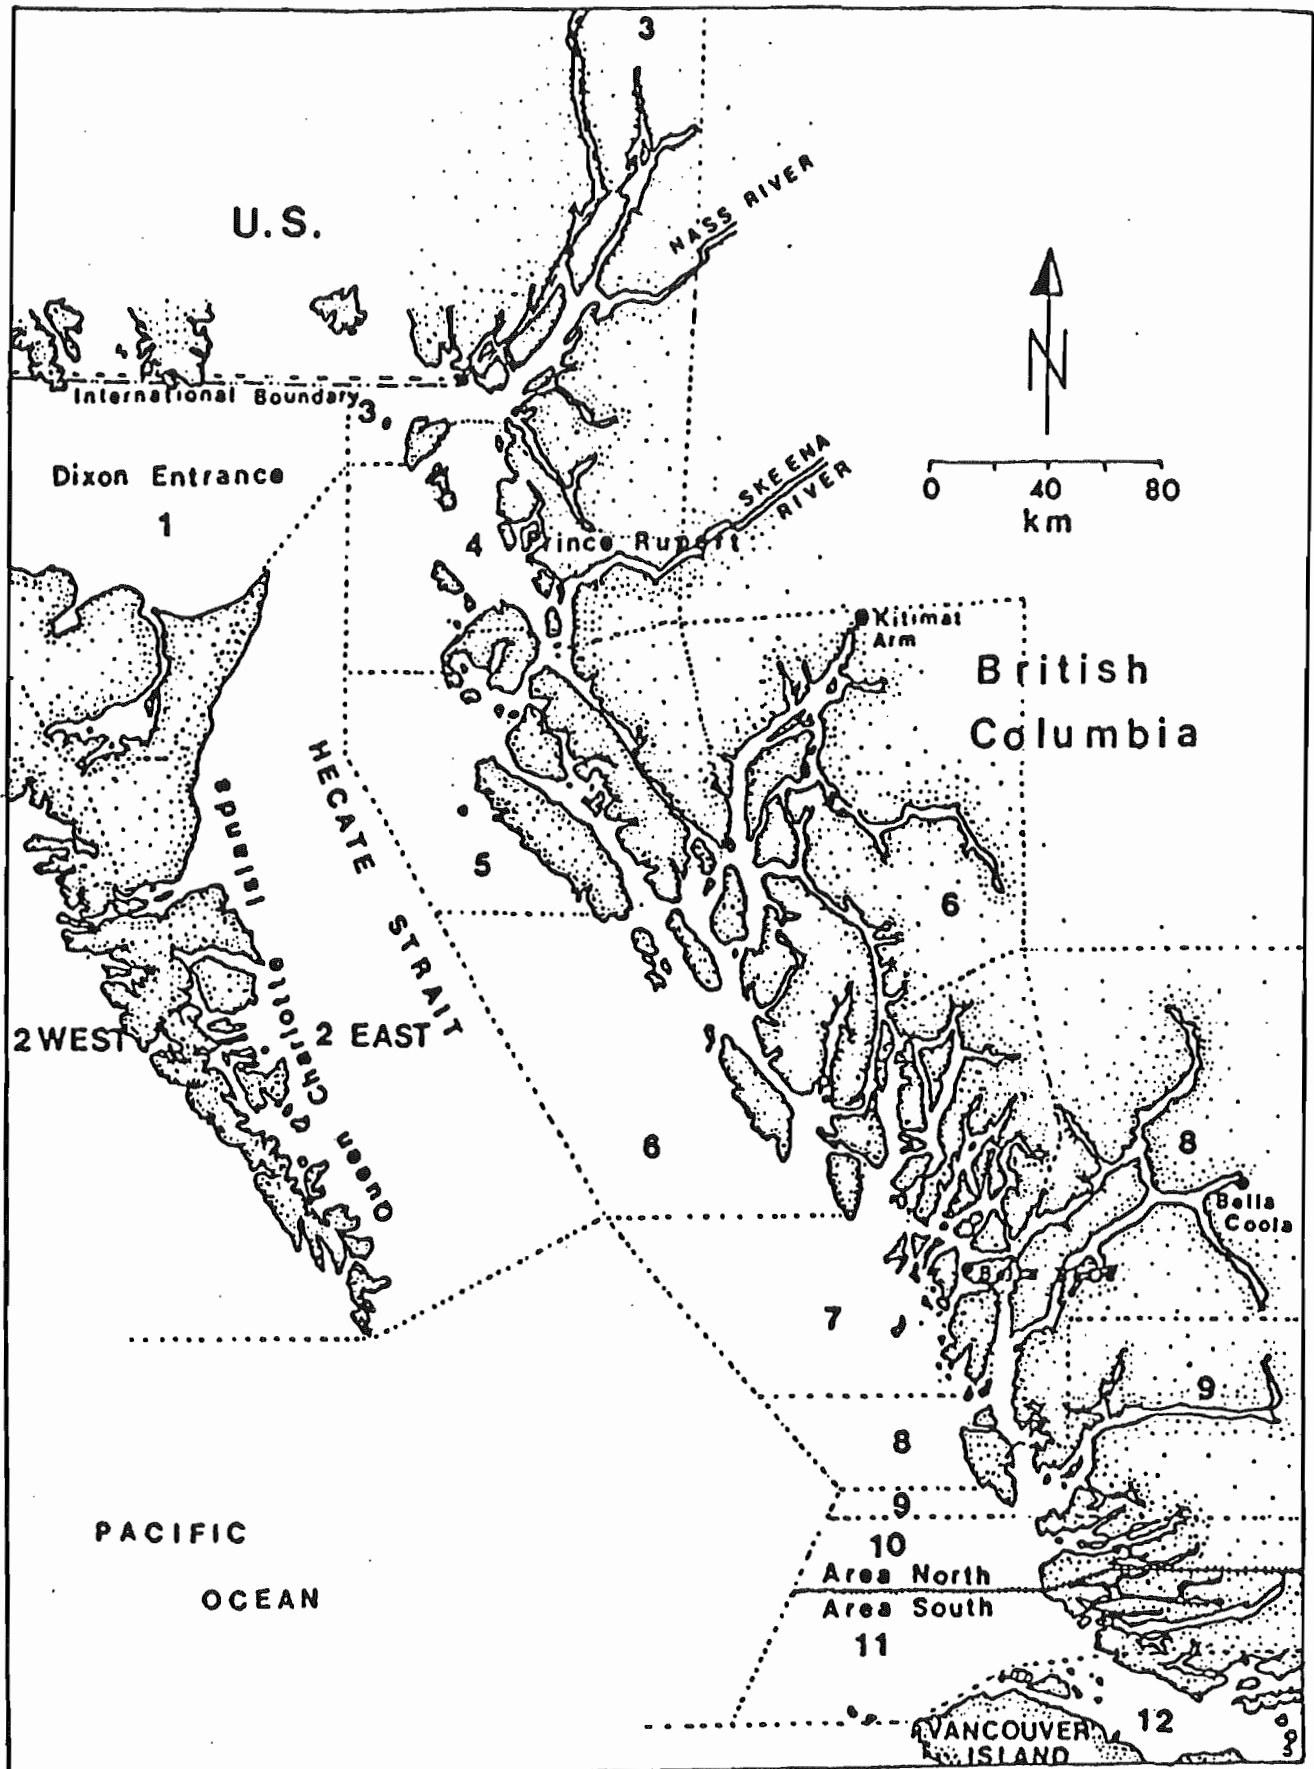 3
U.S.
NASS RIVER
N
International Boundary
3
Dixon Entrance
1
SKEENA
RIVER
0 40 80
km
4
Prince Rupert
Kitimat
Arm
British
Columbia
HECATE STRAIT
5
6
Queen Charlotte Islands
2 WEST
2 EAST
6
8
Bella
Coola
7
9
8
9
10
Area North
Area South
11
PACIFIC
OCEAN
12
VANCOUVER
ISLAND